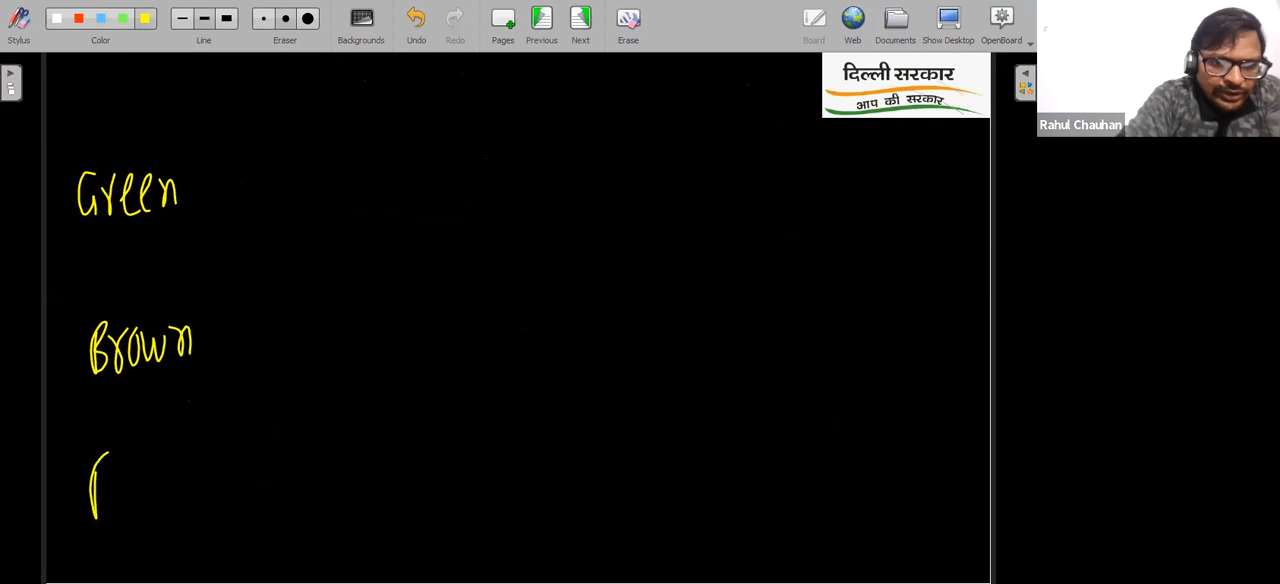 Stylus Color Line Eraser Backgrounds Undo Redo Pages Previous Next Erase Board Web Documents Show Desktop OpenBoard
दिल्ली सरकार
आप की सरकार
Rahul Chauhan
Green
Brown